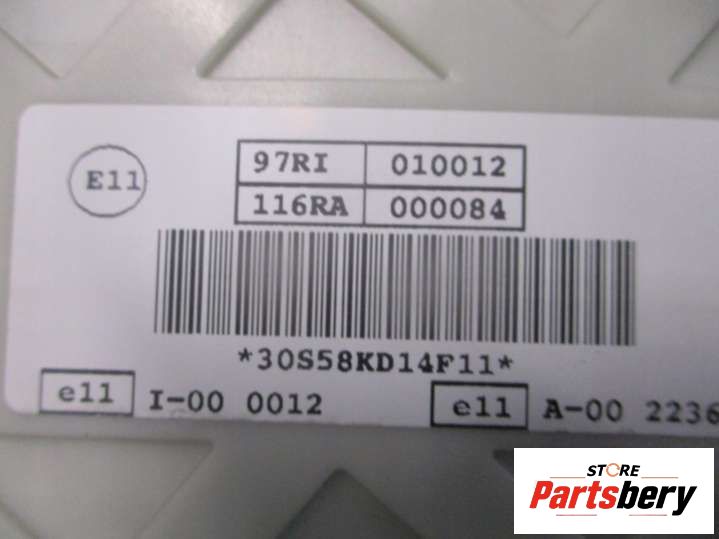 E11
97RI 010012
116RA 000084
*30S58KD14F11*
e11 I-00 0012 e11 A-00 2236
STORE
Partsbery